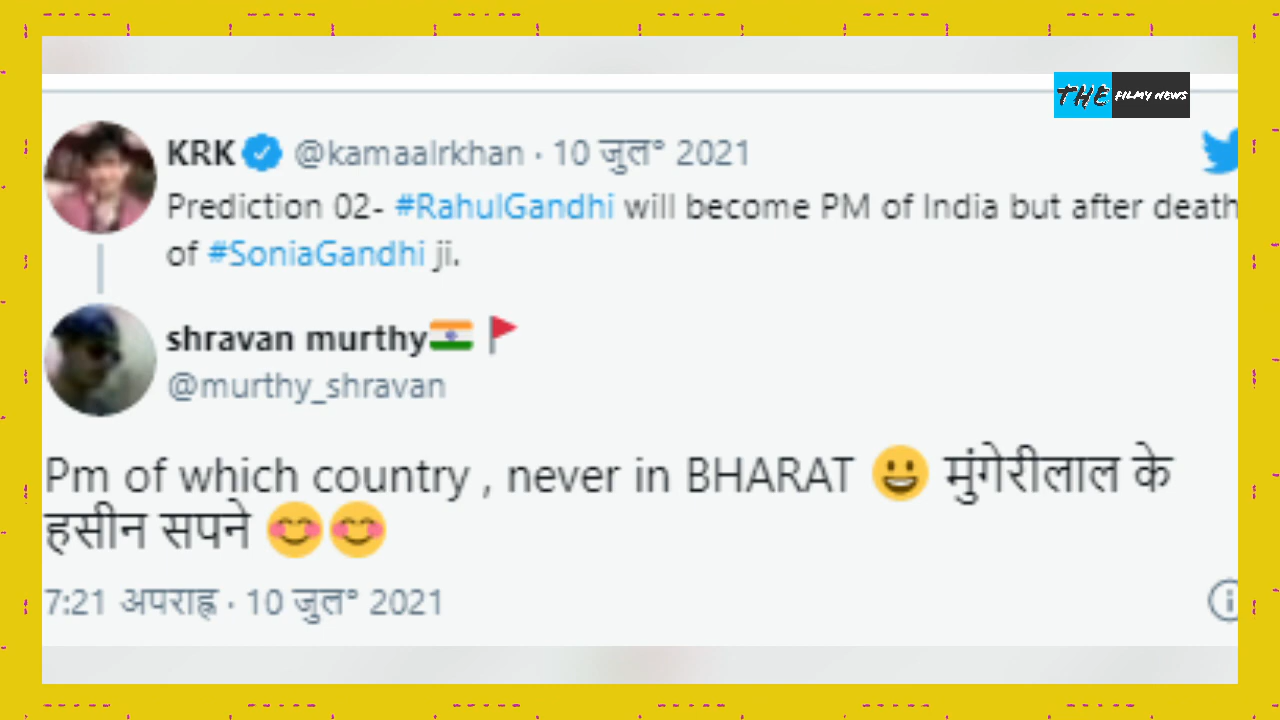 THE FILMY NEWS
KRK @kamaalrkhan · 10 जुल॰ 2021
Prediction 02- #RahulGandhi will become PM of India but after death
of #SoniaGandhi ji.
shravan murthy
@murthy_shravan
Pm of which country , never in BHARAT 😀 मुंगेरीलाल के
हसीन सपने 😊😊
7:21 अपराह्न · 10 जुल॰ 2021